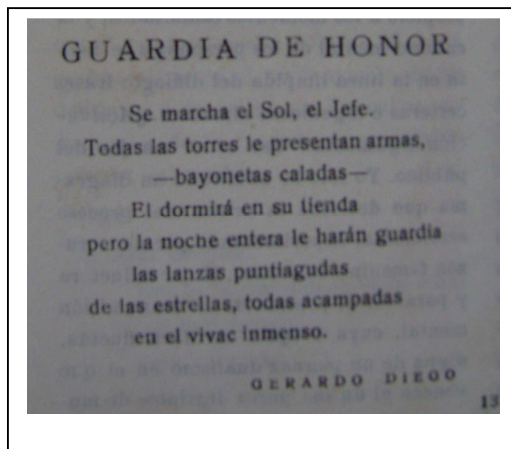 GUARDIA DE HONOR
Se marcha el Sol, el Jefe.
Todas las torres le presentan armas,
—bayonetas caladas—
El dormirá en su tienda
pero la noche entera le harán guardia
las lanzas puntiagudas
de las estrellas, todas acampadas
en el vivac inmenso.
GERARDO DIEGO
13